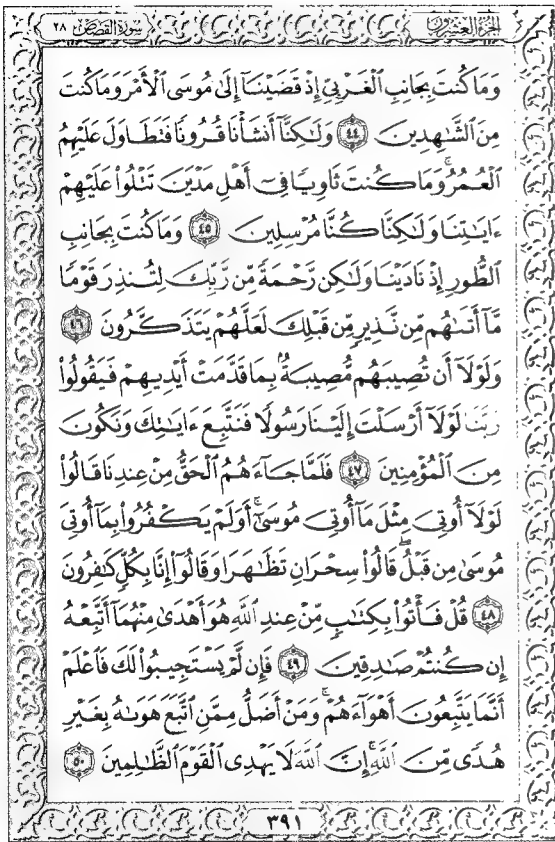 سورة القصص ٢٨ الجزء العشرون
وَمَا كُنتَ بِجَانِبِ ٱلْغَرْبِيِّ إِذْ قَضَيْنَآ إِلَىٰ مُوسَى ٱلْأَمْرَ وَمَا كُنتَ
مِنَ ٱلشَّٰهِدِينَ ٤٤ وَلَٰكِنَّآ أَنشَأْنَا قُرُونًا فَتَطَاوَلَ عَلَيْهِمُ
ٱلْعُمُرُ ۚ وَمَا كُنتَ ثَاوِيًا فِىٓ أَهْلِ مَدْيَنَ تَتْلُوا۟ عَلَيْهِمْ
ءَايَٰتِنَا وَلَٰكِنَّا كُنَّا مُرْسِلِينَ ٤٥ وَمَا كُنتَ بِجَانِبِ
ٱلطُّورِ إِذْ نَادَيْنَا وَلَٰكِن رَّحْمَةً مِّن رَّبِّكَ لِتُنذِرَ قَوْمًا
مَّآ أَتَىٰهُم مِّن نَّذِيرٍ مِّن قَبْلِكَ لَعَلَّهُمْ يَتَذَكَّرُونَ ٤٦
وَلَوْلَآ أَن تُصِيبَهُم مُّصِيبَةٌۢ بِمَا قَدَّمَتْ أَيْدِيهِمْ فَيَقُولُوا۟
رَبَّنَا لَوْلَآ أَرْسَلْتَ إِلَيْنَا رَسُولًا فَنَتَّبِعَ ءَايَٰتِكَ وَنَكُونَ
مِنَ ٱلْمُؤْمِنِينَ ٤٧ فَلَمَّا جَآءَهُمُ ٱلْحَقُّ مِنْ عِندِنَا قَالُوا۟
لَوْلَآ أُوتِىَ مِثْلَ مَآ أُوتِىَ مُوسَىٰٓ ۚ أَوَلَمْ يَكْفُرُوا۟ بِمَآ أُوتِىَ
مُوسَىٰ مِن قَبْلُ ۖ قَالُوا۟ سِحْرَانِ تَظَٰهَرَا وَقَالُوٓا۟ إِنَّا بِكُلٍّ كَٰفِرُونَ
٤٨ قُلْ فَأْتُوا۟ بِكِتَٰبٍ مِّنْ عِندِ ٱللَّهِ هُوَ أَهْدَىٰ مِنْهُمَآ أَتَّبِعْهُ
إِن كُنتُمْ صَٰدِقِينَ ٤٩ فَإِن لَّمْ يَسْتَجِيبُوا۟ لَكَ فَٱعْلَمْ
أَنَّمَا يَتَّبِعُونَ أَهْوَآءَهُمْ ۚ وَمَنْ أَضَلُّ مِمَّنِ ٱتَّبَعَ هَوَىٰهُ بِغَيْرِ
هُدًى مِّنَ ٱللَّهِ ۚ إِنَّ ٱللَّهَ لَا يَهْدِى ٱلْقَوْمَ ٱلظَّٰلِمِينَ ٥٠
٣٩١